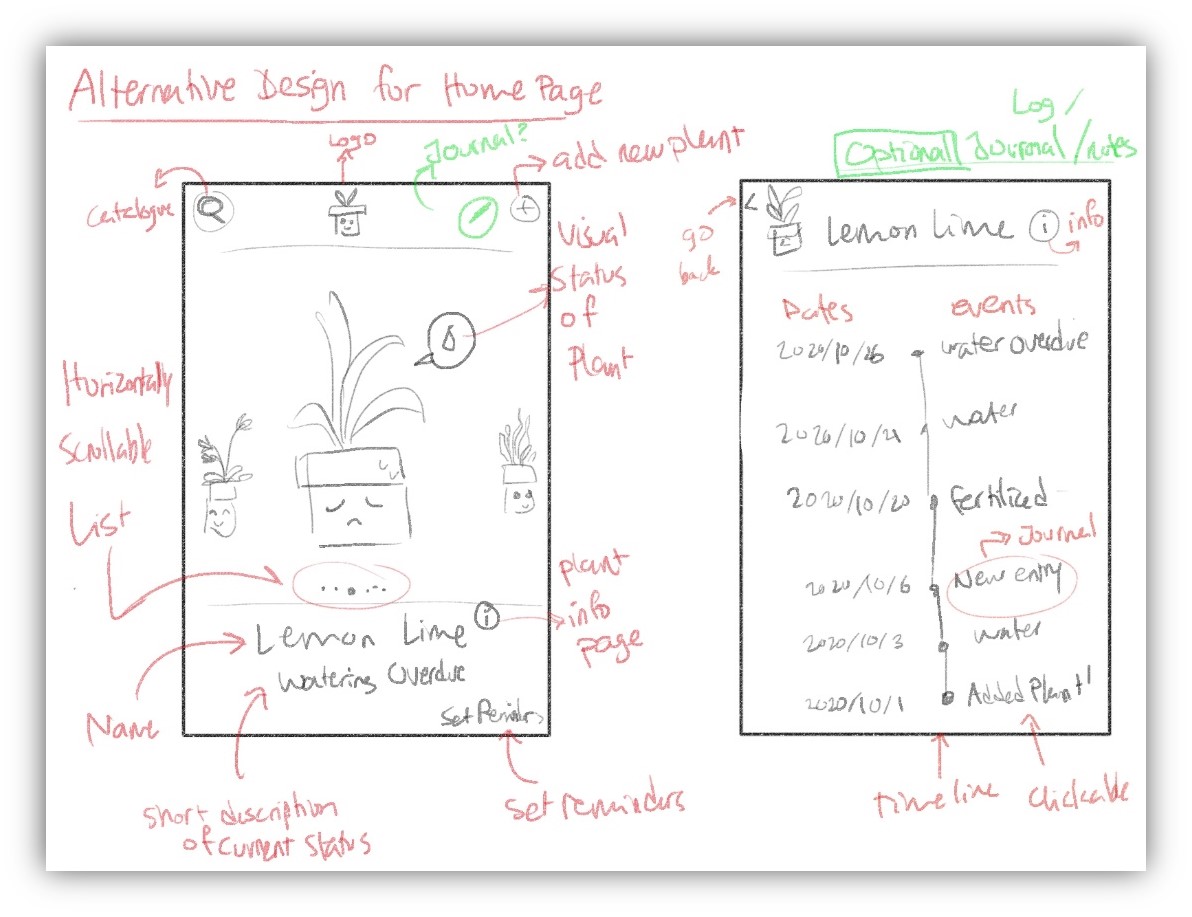 Alternative Design for Home Page
Logo
Journal?
add new plant
Catalogue
Visual
Status
of
Plant
Horizontally
Scrollable
List
plant
info
page
Lemon Lime i
Watering Overdue
Name
Set Remindrs
Short description
of Current Status
Set reminders
Log /
Optional Journal / notes
go
back
<
Lemon Lime i
info
Dates
events
2020/10/26 water overdue
2020/10/21 water
2020/10/20 Fertilized
Journal
2020/10/6 New entry
2020/10/3 water
2020/10/1 Added Plant!
timeline
Clickable